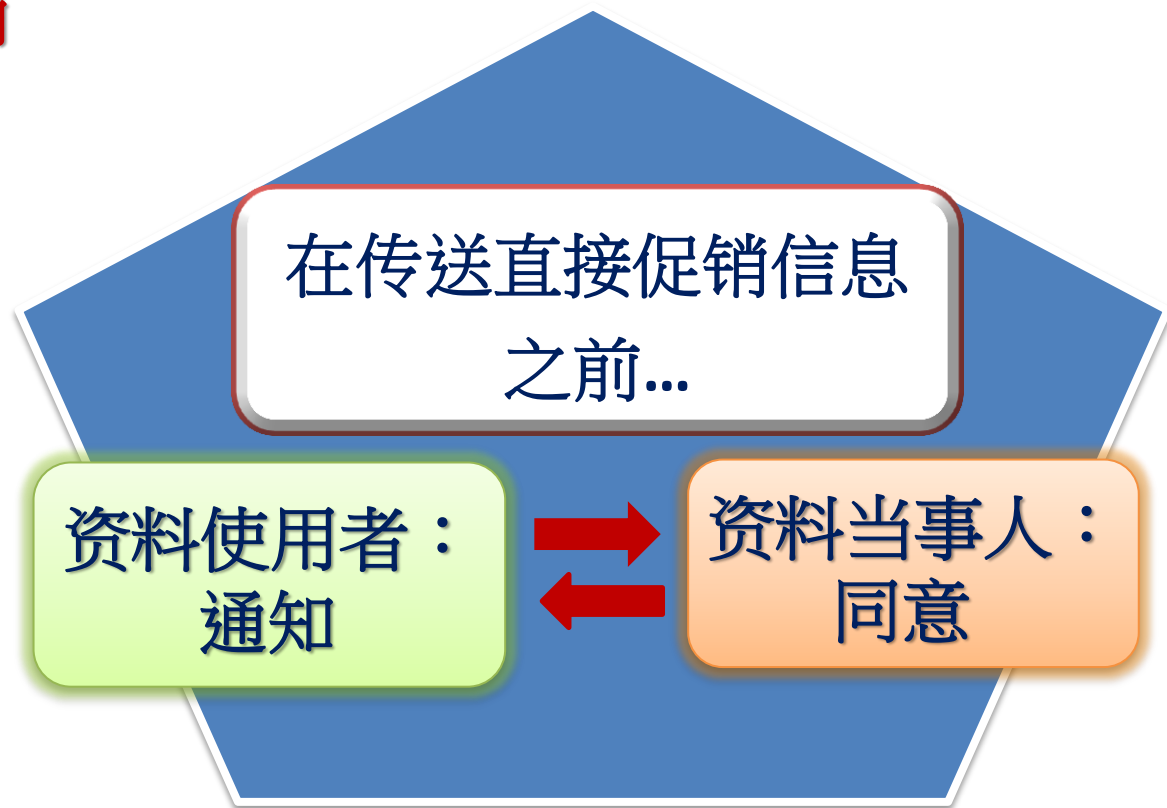 在传送直接促销信息
之前...
资料使用者：
通知
资料当事人：
同意